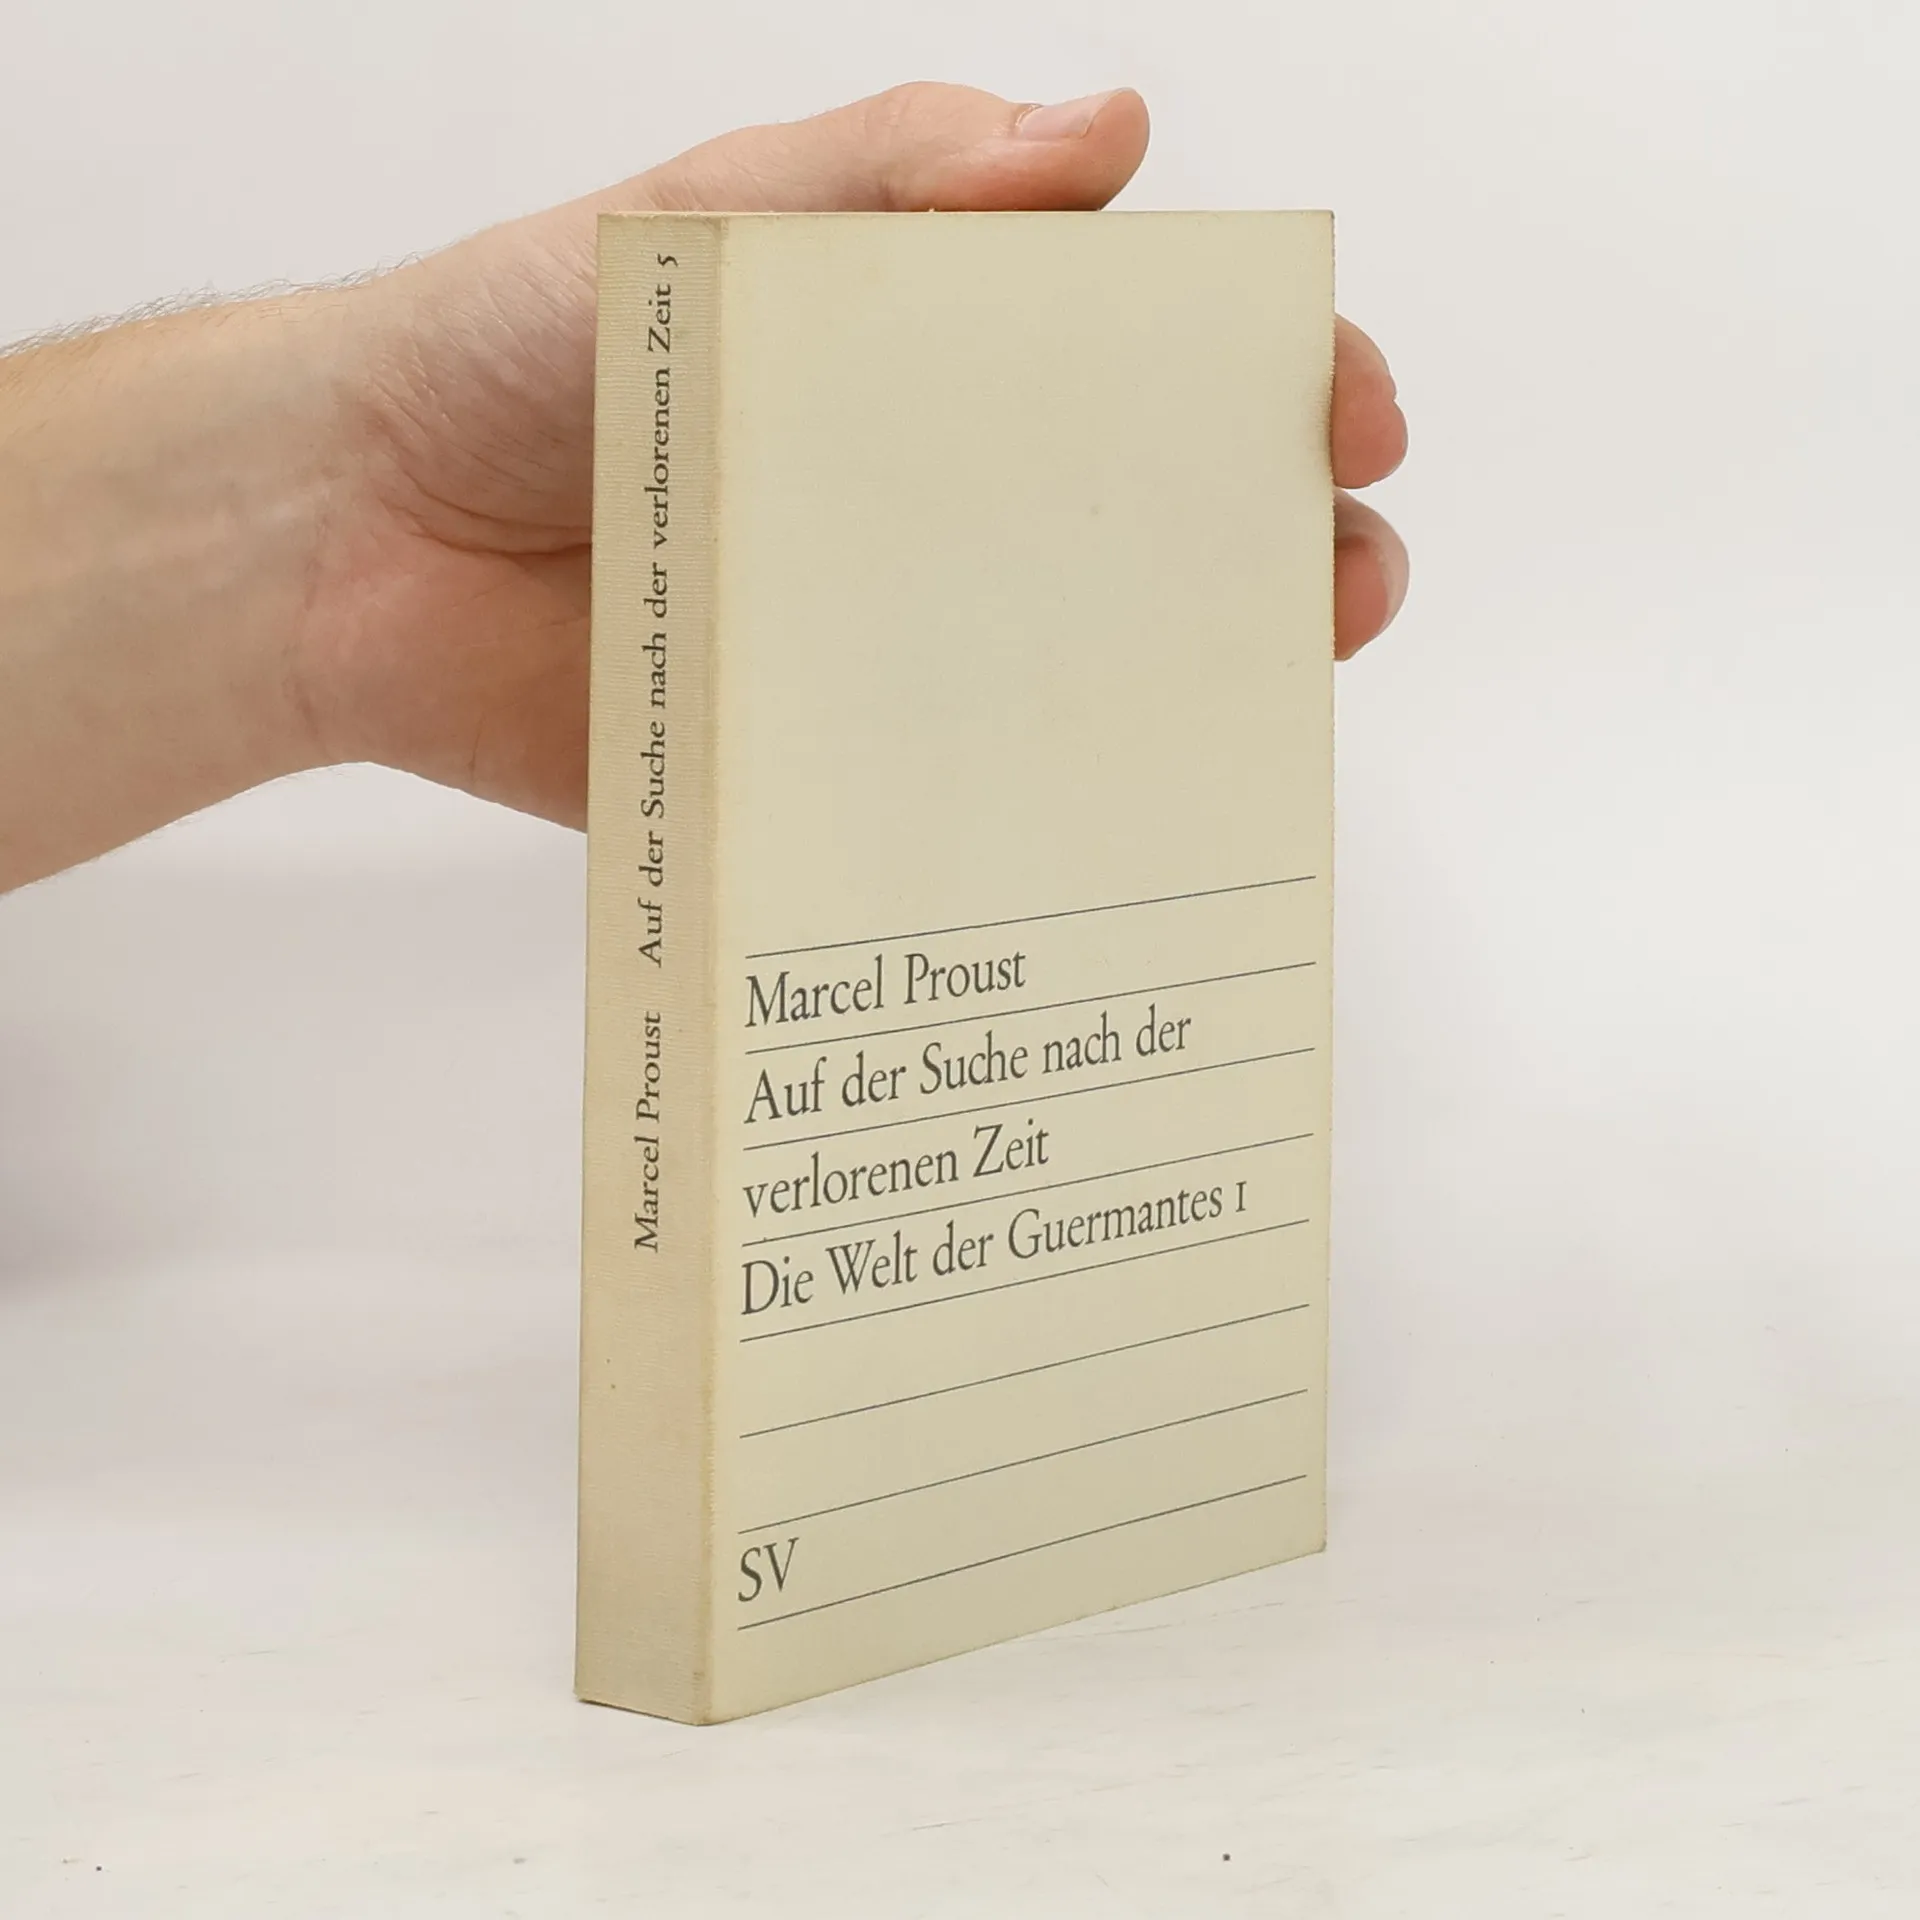 Marcel Proust Auf der Suche nach der verlorenen Zeit 5
Marcel Proust
Auf der Suche nach der
verlorenen Zeit
Die Welt der Guermantes 1
SV